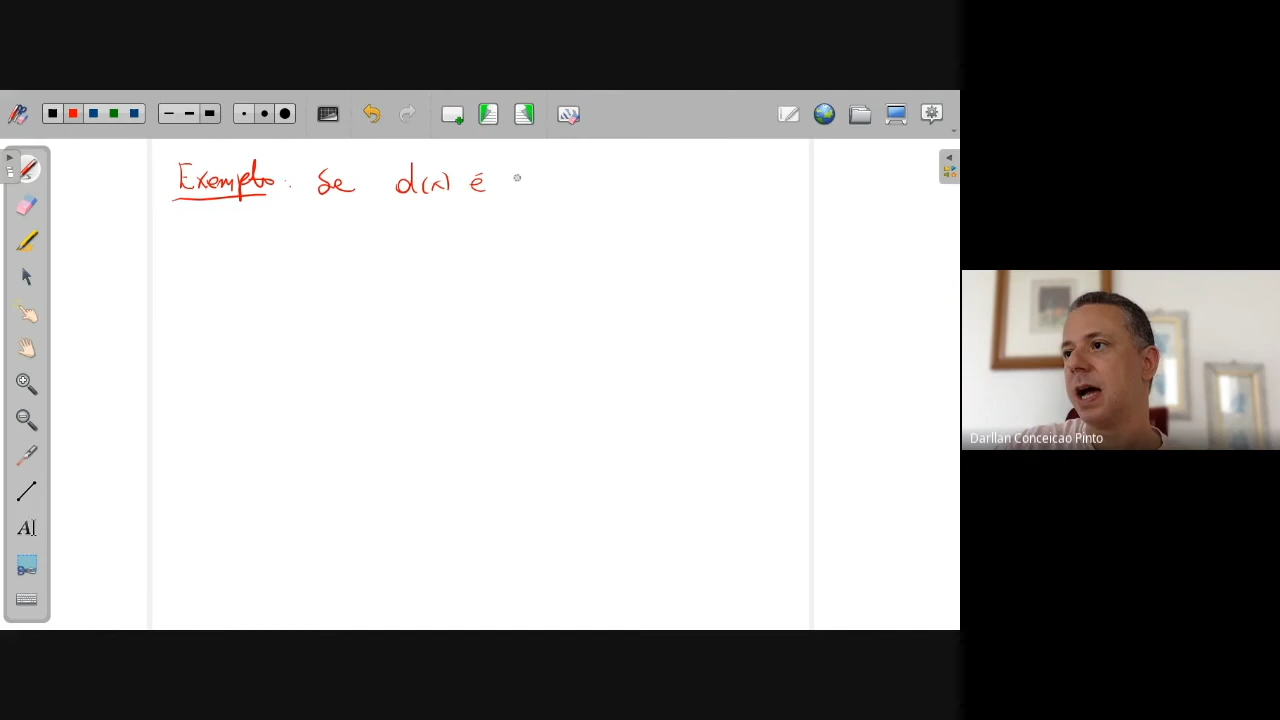 Exemplo: Se d(x) é
Darllan Conceicao Pinto